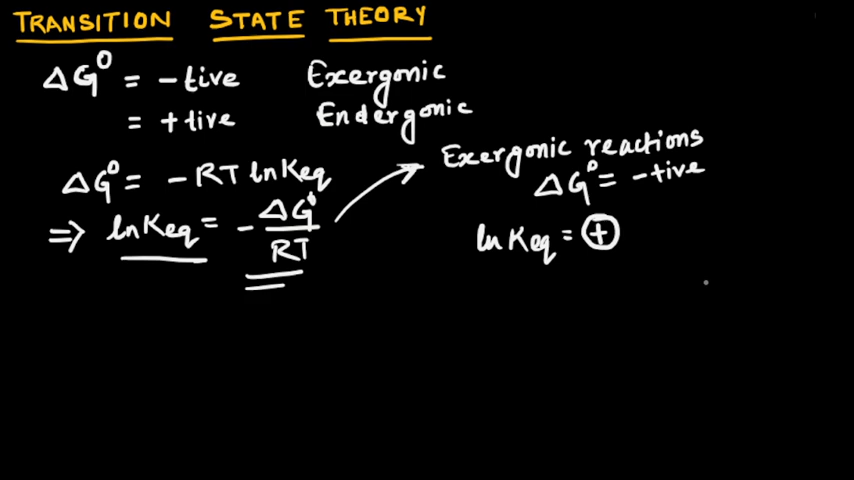 TRANSITION STATE THEORY
ΔG⁰ = -tive Exergonic
= +tive Endergonic
ΔG⁰ = - RT lnKeq
⇒ lnKeq = - ΔG⁰/RT
Exergonic reactions
ΔG⁰ = -tive
lnKeq = +